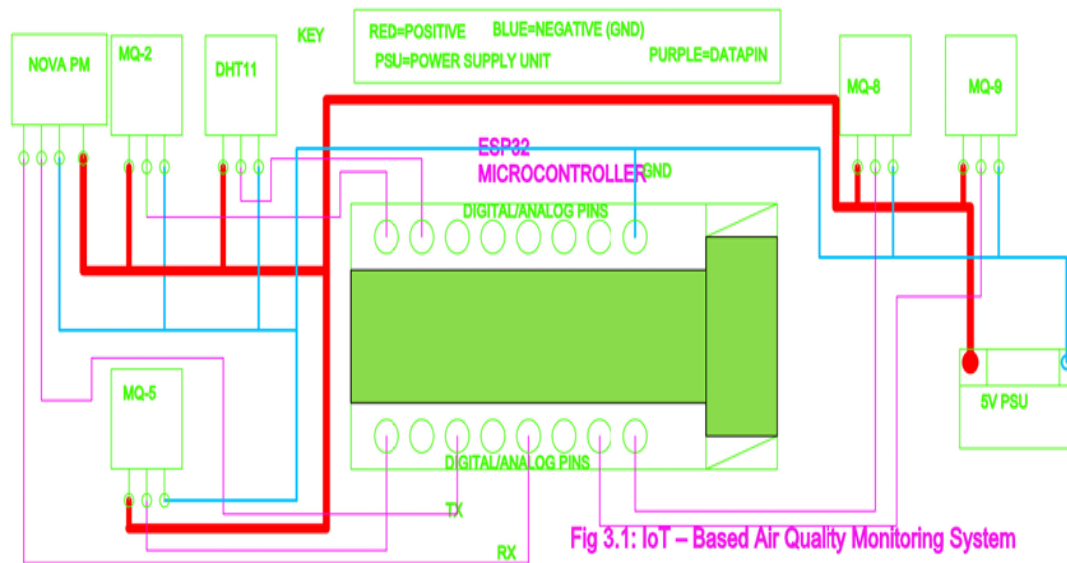 KEY
RED=POSITIVE BLUE=NEGATIVE (GND)
PSU=POWER SUPPLY UNIT PURPLE=DATAPIN
NOVA PM
MQ-2
DHT11
MQ-8
MQ-9
ESP32
MICROCONTROLLER
GND
DIGITAL/ANALOG PINS
MQ-5
5V PSU
DIGITAL/ANALOG PINS
TX
RX
Fig 3.1: IoT – Based Air Quality Monitoring System